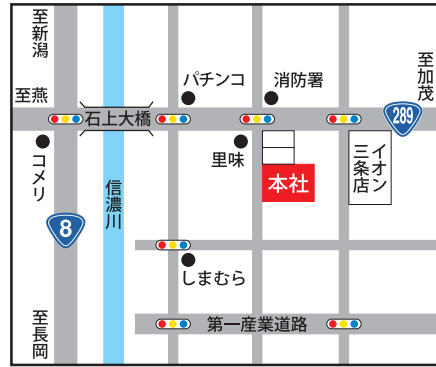 至新潟
至燕
石上大橋
パチンコ
消防署
至加茂
289
コメリ
里味
イオン
三条店
本社
信濃川
8
しまむら
至長岡
第一産業道路